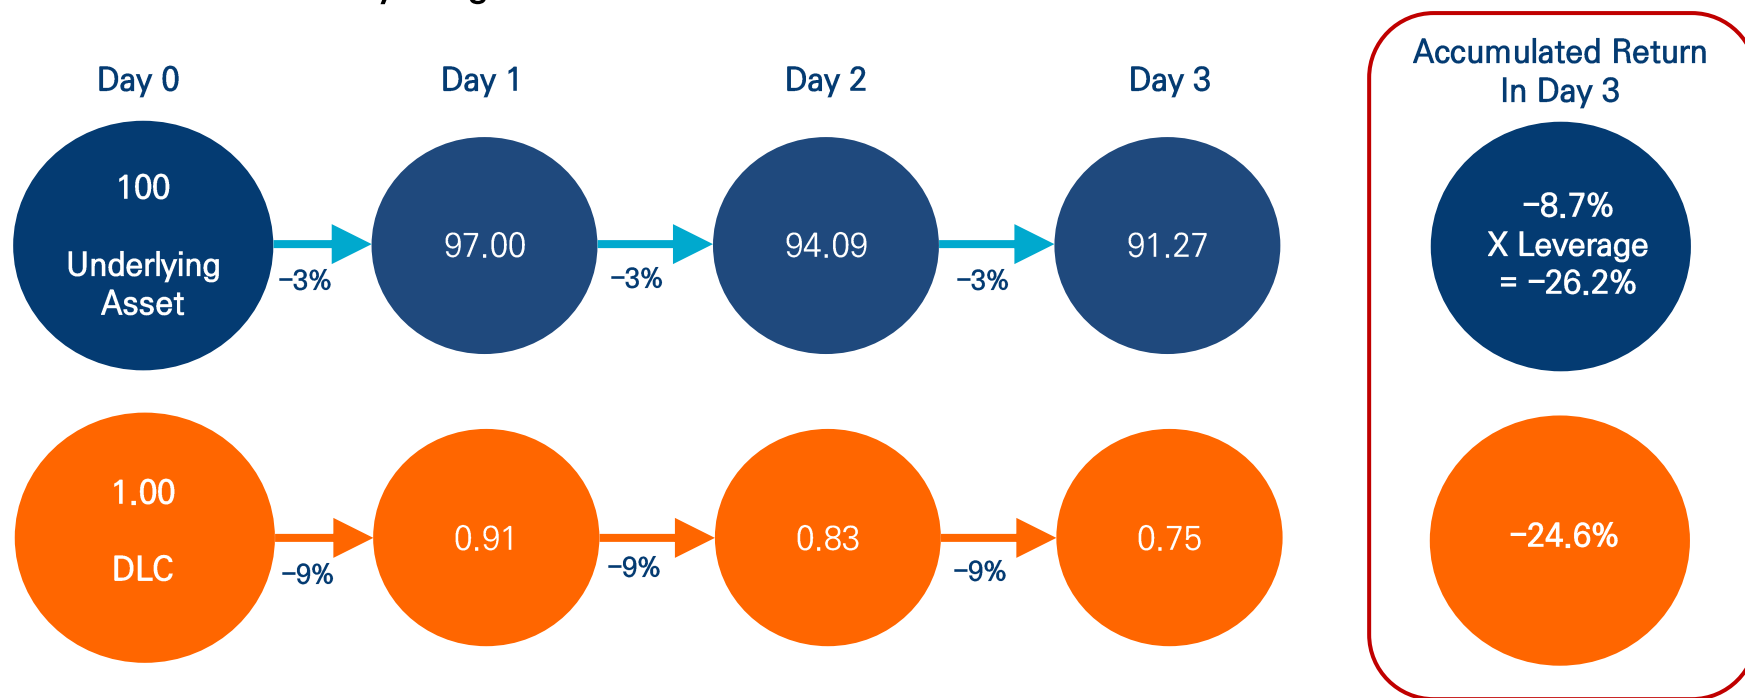 Day 0
Day 1
Day 2
Day 3
Accumulated Return
In Day 3
100
Underlying
Asset
−3%
97.00
−3%
94.09
−3%
91.27
−8.7%
X Leverage
= −26.2%
1.00
DLC
−9%
0.91
−9%
0.83
−9%
0.75
−24.6%